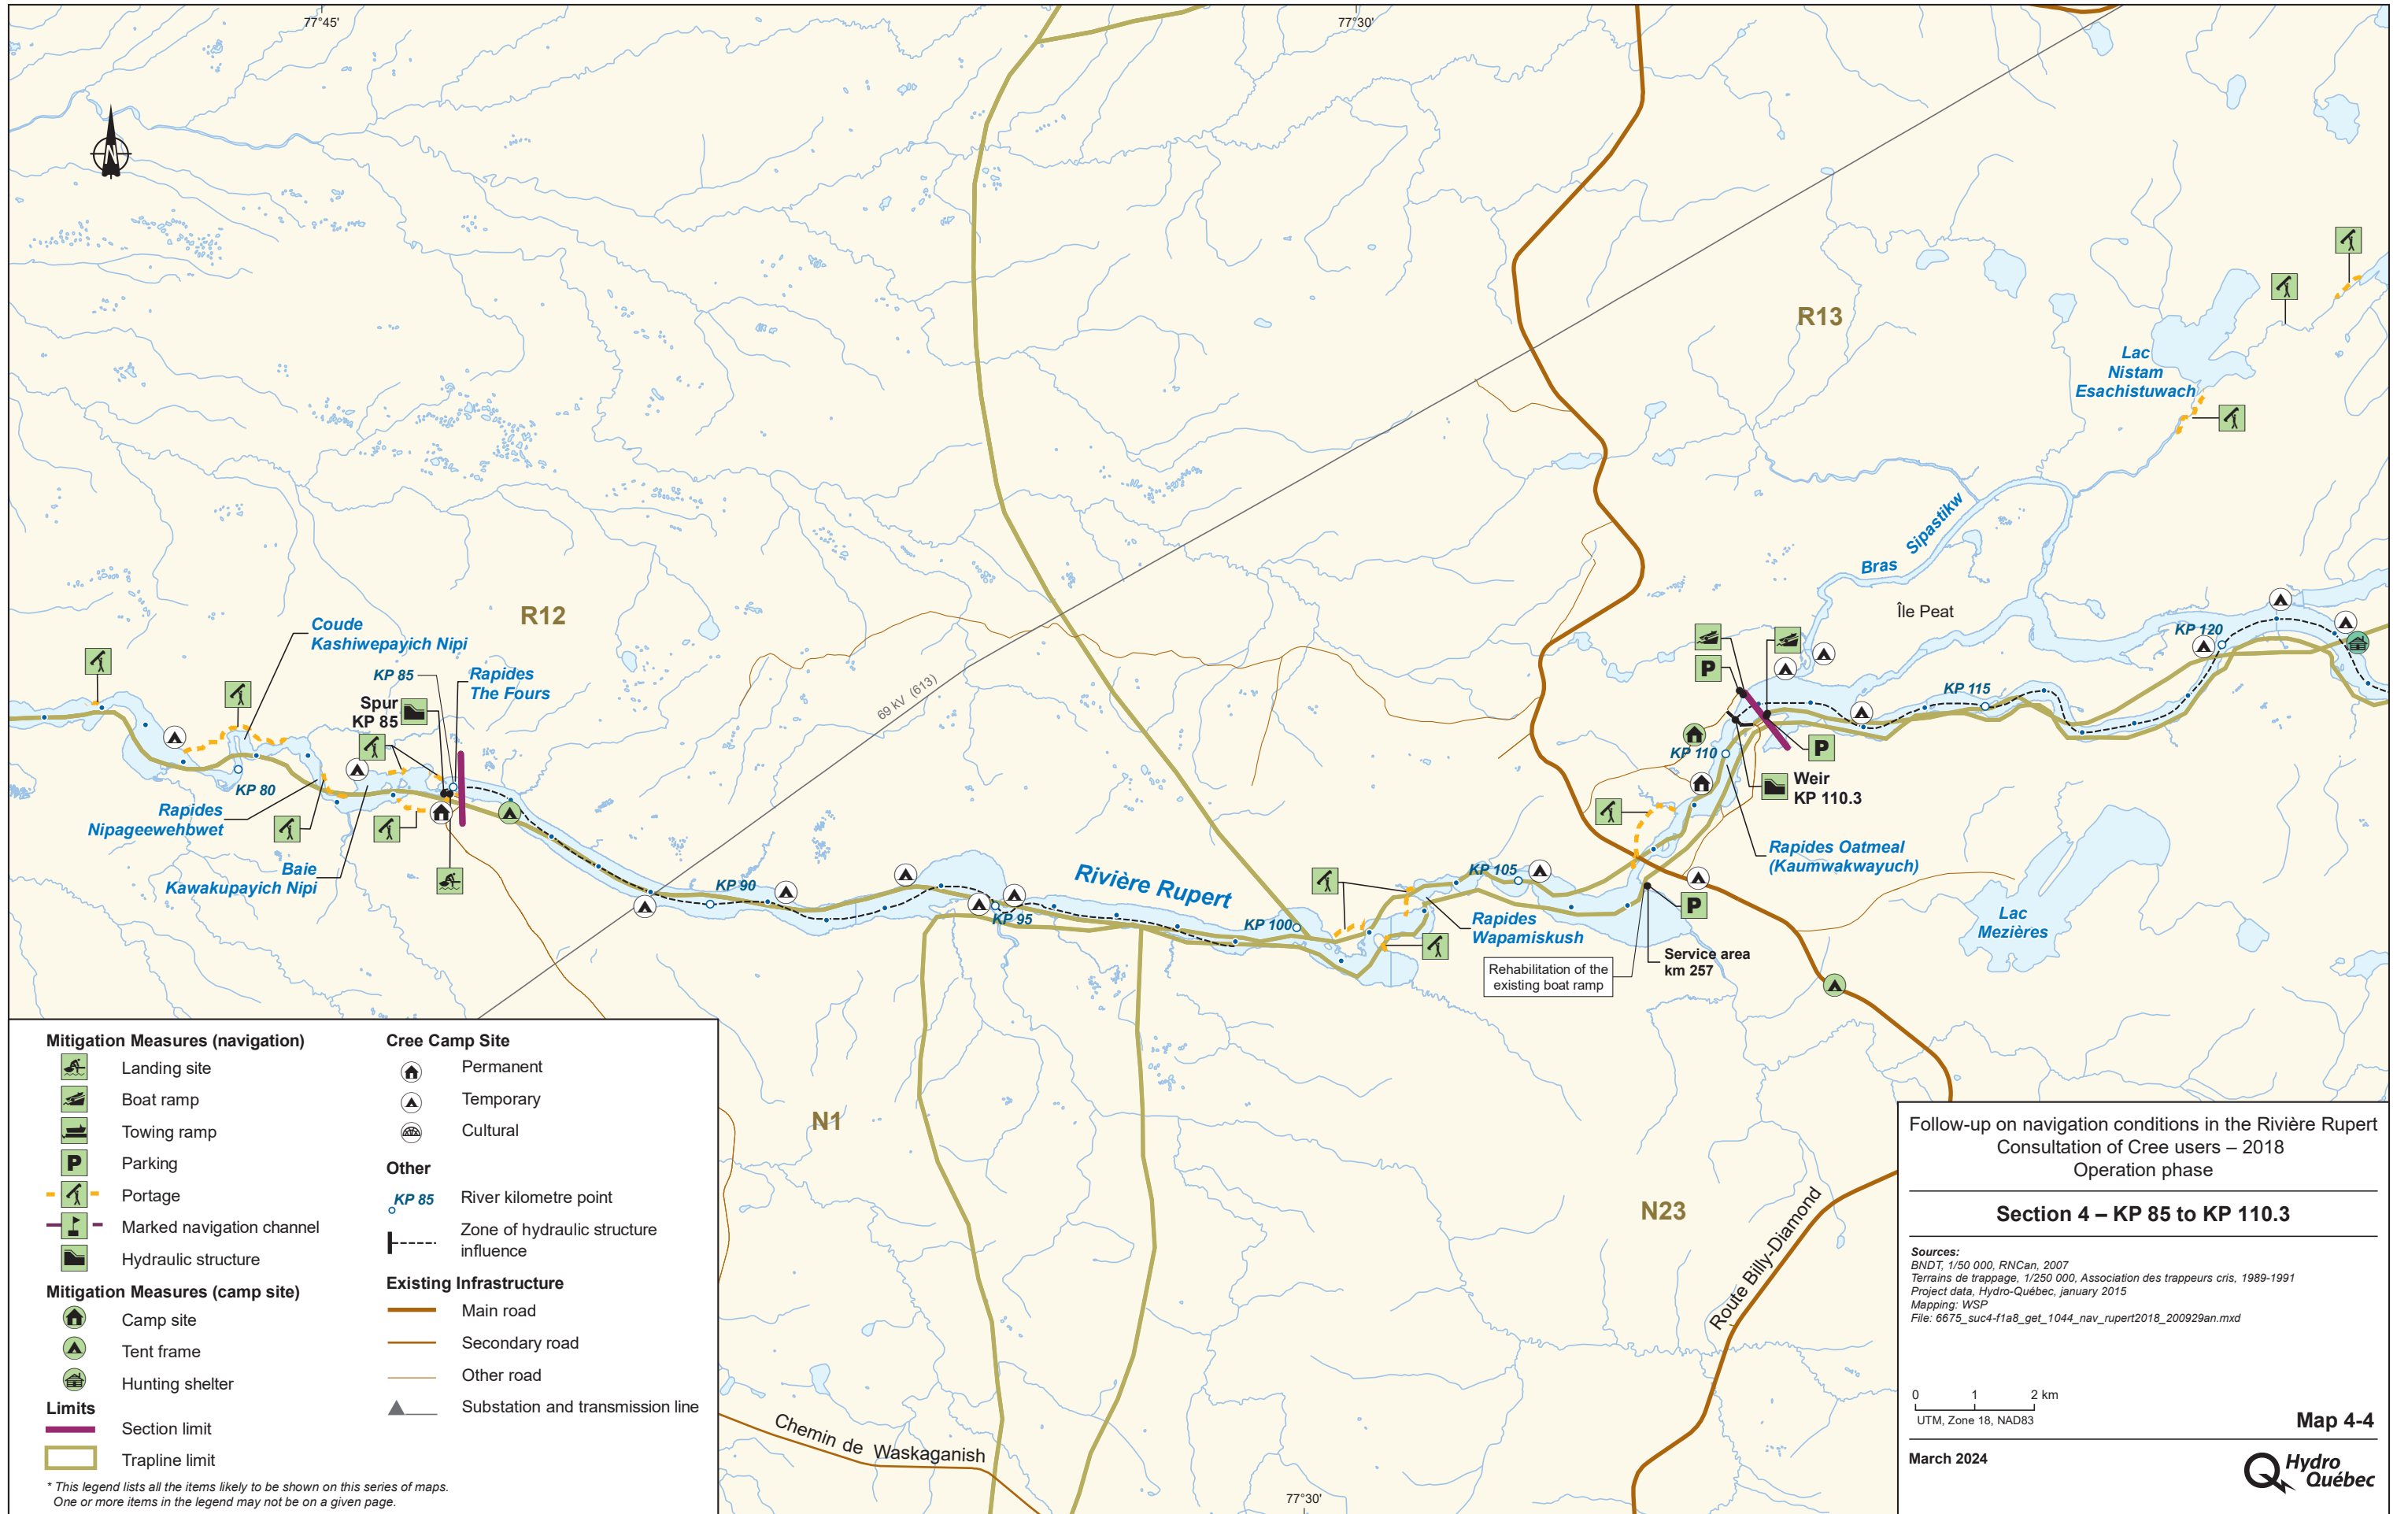 77°45'
77°30'
N
R13
Lac
Nistam
Esachistuwach
Bras Sipastikw
Île Peat
R12
Coude
Kashiwepayich Nipi
KP 85
Rapides
The Fours
Spur
KP 85
69 kV (613)
KP 80
Rapides
Nipageewehbwet
Baie
Kawakupayich Nipi
KP 90
KP 95
Rivière Rupert
KP 100
KP 105
Rapides
Wapamiskush
P
P
KP 110
Weir
KP 110.3
Rapides Oatmeal
(Kaumwakwayuch)
KP 115
KP 120
P
Service area
km 257
Rehabilitation of the
existing boat ramp
Lac
Mezières
N1
N23
Route Billy-Diamond
Chemin de Waskaganish
77°30'
Mitigation Measures (navigation)
Landing site
Boat ramp
Towing ramp
P Parking
Portage
Marked navigation channel
Hydraulic structure
Mitigation Measures (camp site)
Camp site
Tent frame
Hunting shelter
Limits
Section limit
Trapline limit
* This legend lists all the items likely to be shown on this series of maps.
One or more items in the legend may not be on a given page.
Cree Camp Site
Permanent
Temporary
Cultural
Other
KP 85 River kilometre point
Zone of hydraulic structure
influence
Existing Infrastructure
Main road
Secondary road
Other road
Substation and transmission line
Follow-up on navigation conditions in the Rivière Rupert
Consultation of Cree users – 2018
Operation phase
Section 4 – KP 85 to KP 110.3
Sources:
BNDT, 1/50 000, RNCan, 2007
Terrains de trappage, 1/250 000, Association des trappeurs cris, 1989-1991
Project data, Hydro-Québec, january 2015
Mapping: WSP
File: 6675_suc4-f1a8_get_1044_nav_rupert2018_200929an.mxd
0 1 2 km
UTM, Zone 18, NAD83
Map 4-4
March 2024
Hydro
Québec